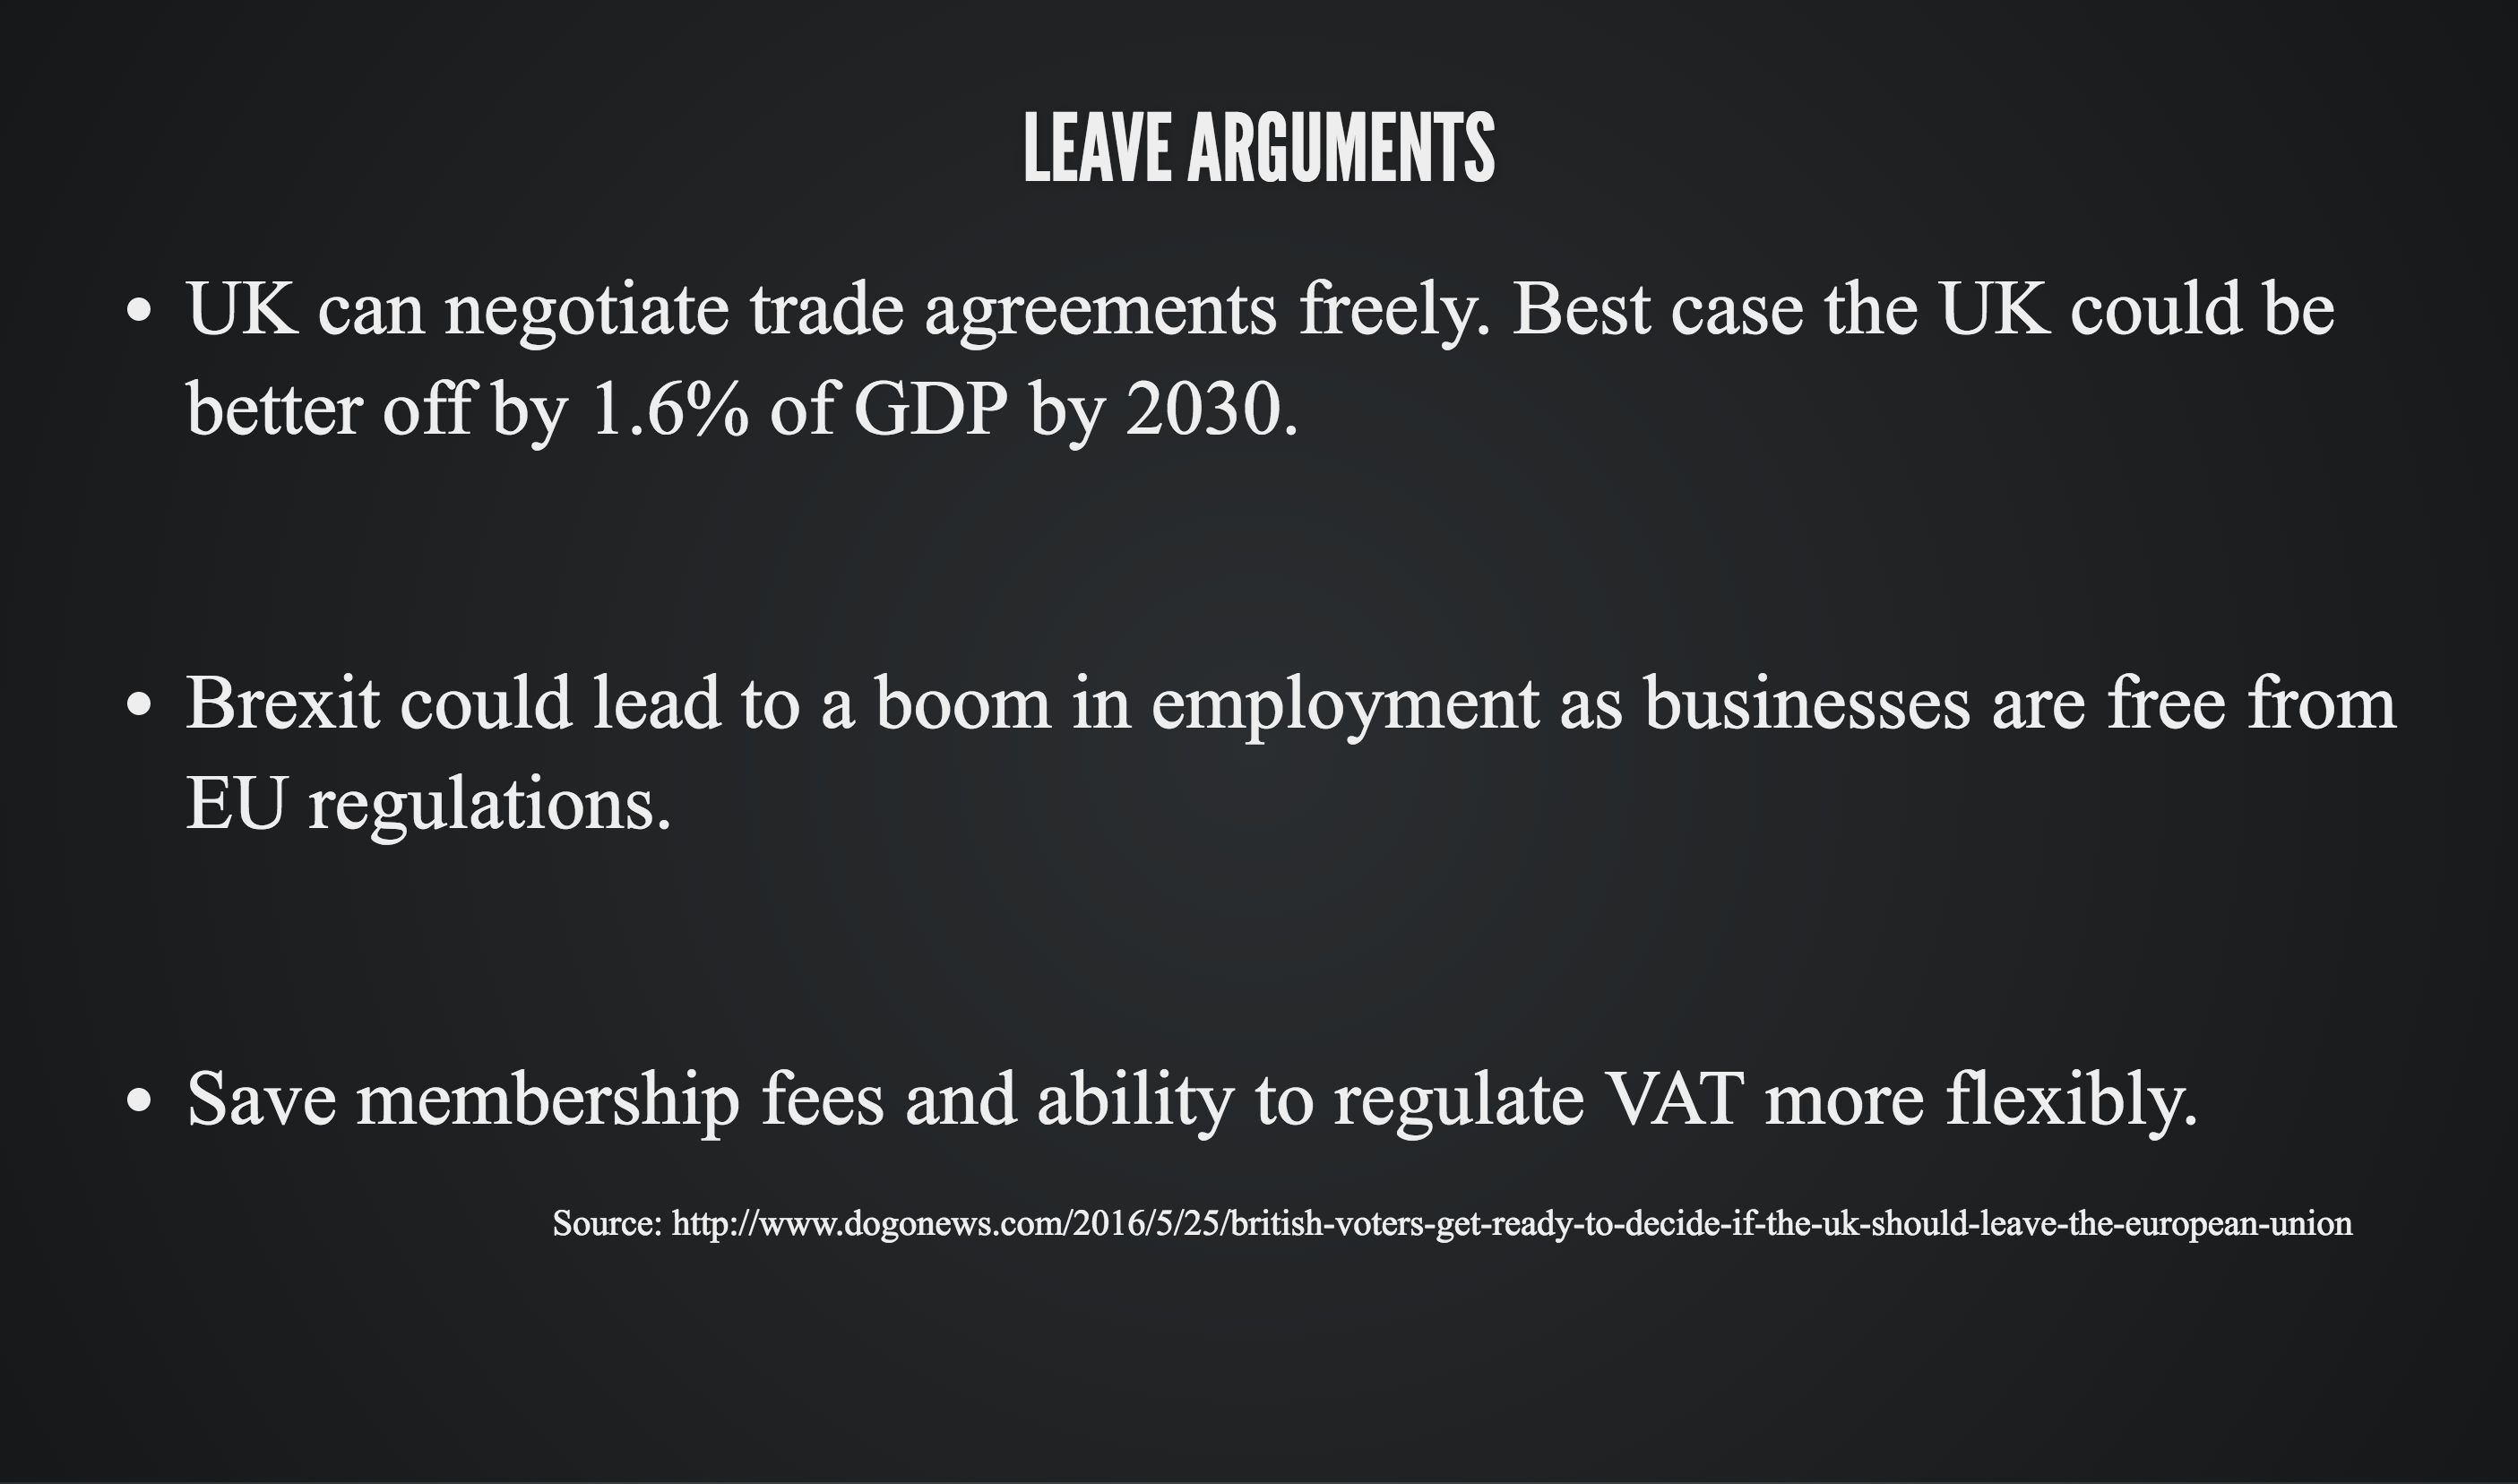 LEAVE ARGUMENTS
• UK can negotiate trade agreements freely. Best case the UK could be
better off by 1.6% of GDP by 2030.
• Brexit could lead to a boom in employment as businesses are free from
EU regulations.
• Save membership fees and ability to regulate VAT more flexibly.
Source: http://www.dogonews.com/2016/5/25/british-voters-get-ready-to-decide-if-the-uk-should-leave-the-european-union